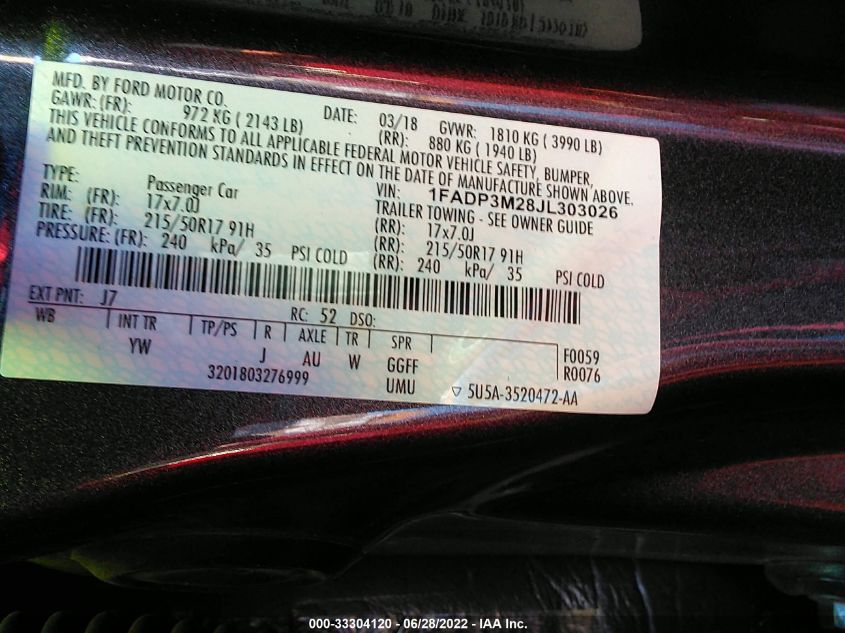 MFD. BY FORD MOTOR CO.
DATE: 03/18 GVWR: 1810 KG ( 3990 LB)
GAWR: (FR): 972 KG ( 2143 LB) (RR): 880 KG ( 1940 LB)
THIS VEHICLE CONFORMS TO ALL APPLICABLE FEDERAL MOTOR VEHICLE SAFETY, BUMPER,
AND THEFT PREVENTION STANDARDS IN EFFECT ON THE DATE OF MANUFACTURE SHOWN ABOVE.
VIN: 1FADP3M28JL303026
TYPE: Passenger Car TRAILER TOWING - SEE OWNER GUIDE
RIM: (FR): 17x7.0J (RR): 17x7.0J
TIRE: (FR): 215/50R17 91H (RR): 215/50R17 91H
PRESSURE: (FR): 240 kPa/ 35 PSI COLD (RR): 240 kPa/ 35 PSI COLD
EXT PNT: J7 RC: 52 DSO:
WB INT TR TP/PS R AXLE TR SPR F0059
YW J AU W GGFF R0076
3201803276999 UMU 5U5A-3520472-AA
000-33304120 - 06/28/2022 - IAA Inc.